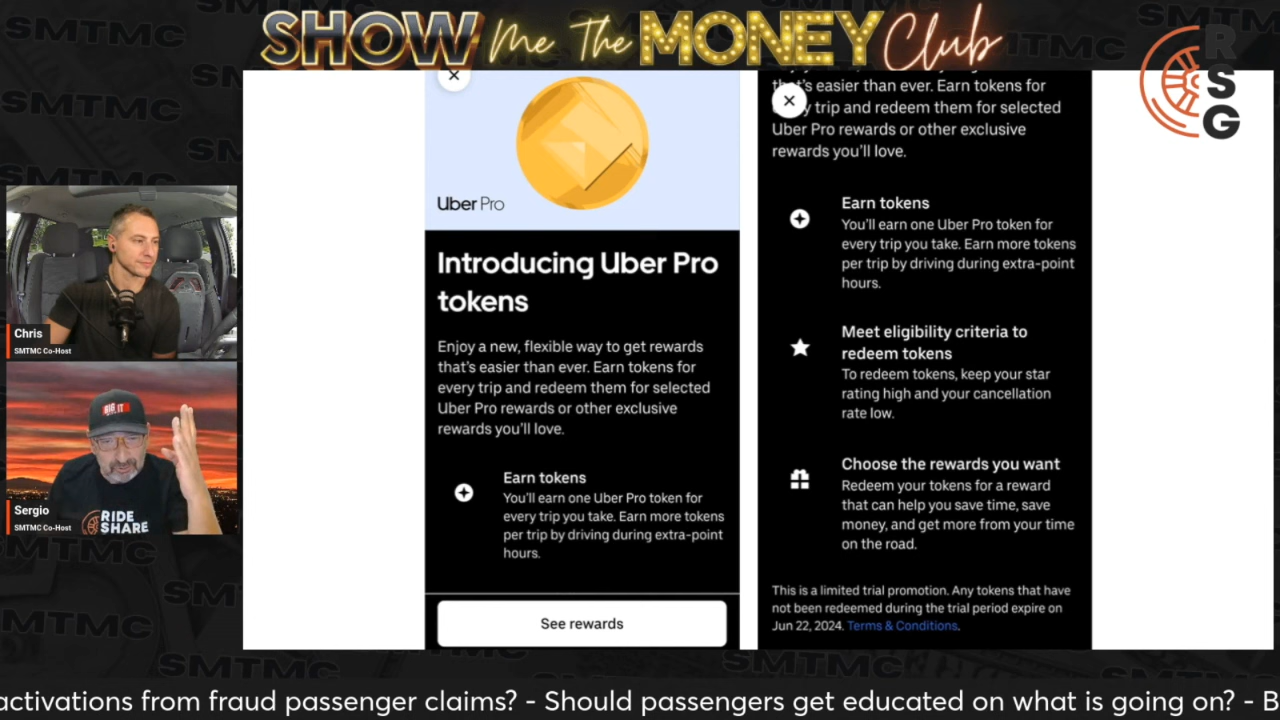 SHOW Me The MONEY Club
RSG
SMTMC
Chris
SMTMC Co-Host
BIG IT
RIDE
SHARE
Sergio
SMTMC Co-Host
Uber Pro
Introducing Uber Pro
tokens
Enjoy a new, flexible way to get rewards
that's easier than ever. Earn tokens for
every trip and redeem them for selected
Uber Pro rewards or other exclusive
rewards you'll love.
Earn tokens
You'll earn one Uber Pro token for
every trip you take. Earn more tokens
per trip by driving during extra-point
hours.
See rewards
that's easier than ever. Earn tokens for
trip and redeem them for selected
Uber Pro rewards or other exclusive
rewards you'll love.
Earn tokens
You'll earn one Uber Pro token for
every trip you take. Earn more tokens
per trip by driving during extra-point
hours.
Meet eligibility criteria to
redeem tokens
To redeem tokens, keep your star
rating high and your cancellation
rate low.
Choose the rewards you want
Redeem your tokens for a reward
that can help you save time, save
money, and get more from your time
on the road.
This is a limited trial promotion. Any tokens that have
not been redeemed during the trial period expire on
Jun 22, 2024. Terms & Conditions.
activations from fraud passenger claims? - Should passengers get educated on what is going on? - B